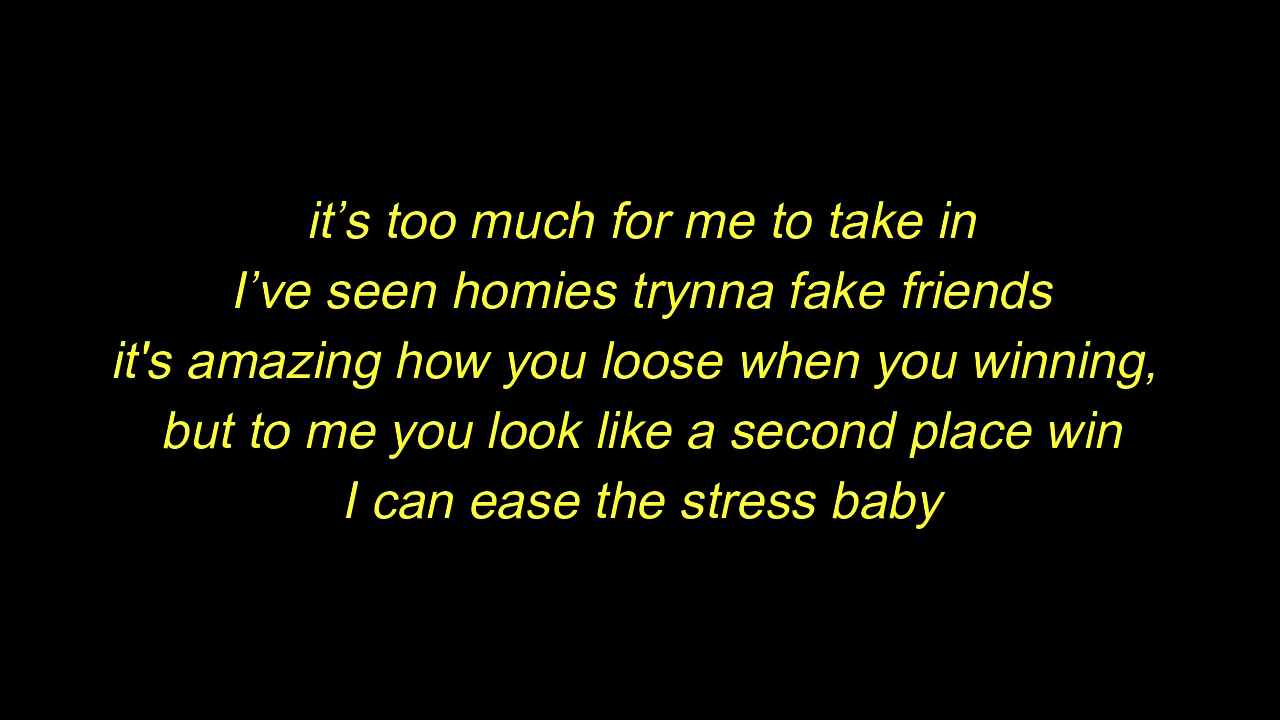 it’s too much for me to take in
I’ve seen homies trynna fake friends
it's amazing how you loose when you winning,
but to me you look like a second place win
I can ease the stress baby